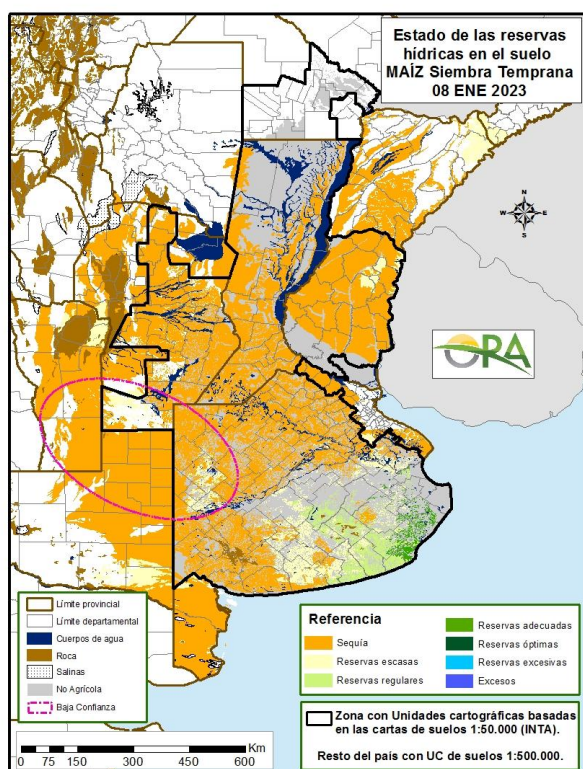 Estado de las reservas
hídricas en el suelo
MAÍZ Siembra Temprana
08 ENE 2023
N
W E
S
ORA
Límite provincial
Límite departamental
Cuerpos de agua
Roca
Salinas
No Agrícola
Baja Confianza
Referencia
Sequía
Reservas escasas
Reservas regulares
Reservas adecuadas
Reservas óptimas
Reservas excesivas
Excesos
Km
0 75 150 300 450 600
Zona con Unidades cartográficas basadas
en las cartas de suelos 1:50.000 (INTA).
Resto del país con UC de suelos 1:500.000.